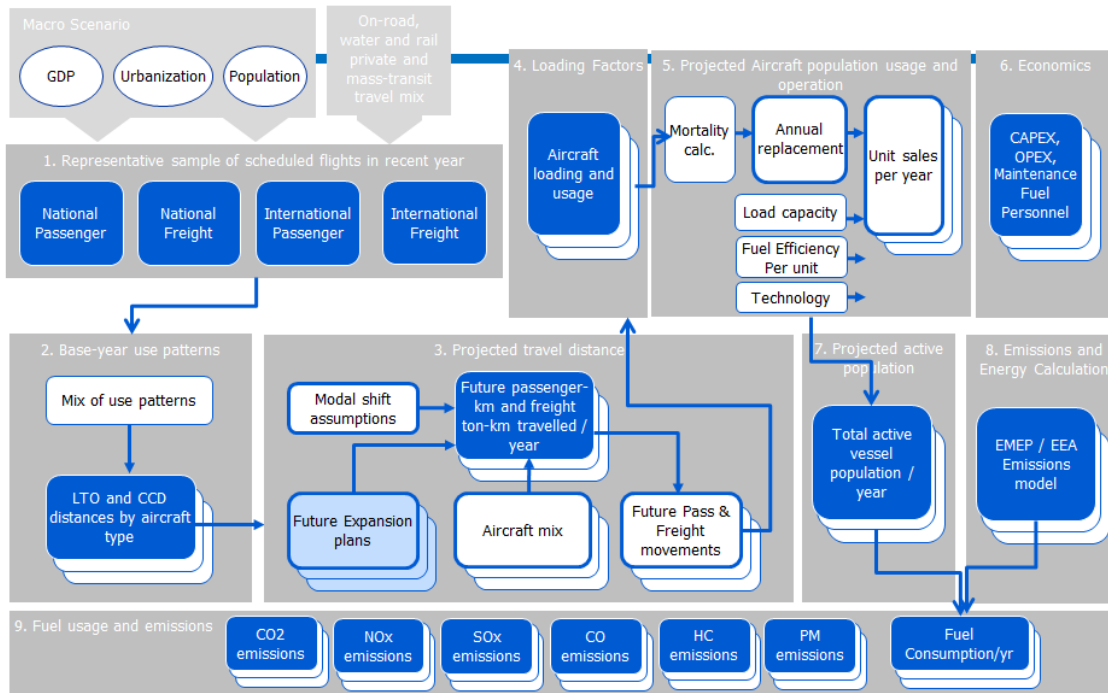 Macro Scenario
GDP
Urbanization
Population
On-road,
water and rail
private and
mass-transit
travel mix
1. Representative sample of scheduled flights in recent year
National
Passenger
National
Freight
International
Passenger
International
Freight
2. Base-year use patterns
Mix of use patterns
LTO and CCD
distances by aircraft
type
3. Projected travel distance
Modal shift
assumptions
Future passenger-
km and freight
ton-km travelled /
year
Future Expansion
plans
Aircraft mix
Future Pass &
Freight
movements
4. Loading Factors
Aircraft
loading and
usage
5. Projected Aircraft population usage and
operation
Mortality
calc.
Annual
replacement
Unit sales
per year
Load capacity
Fuel Efficiency
Per unit
Technology
6. Economics
CAPEX,
OPEX,
Maintenance
Fuel
Personnel
7. Projected active
population
Total active
vessel
population /
year
8. Emissions and
Energy Calculation
EMEP / EEA
Emissions
model
9. Fuel usage and emissions
CO2
emissions
NOx
emissions
SOx
emissions
CO
emissions
HC
emissions
PM
emissions
Fuel
Consumption/yr